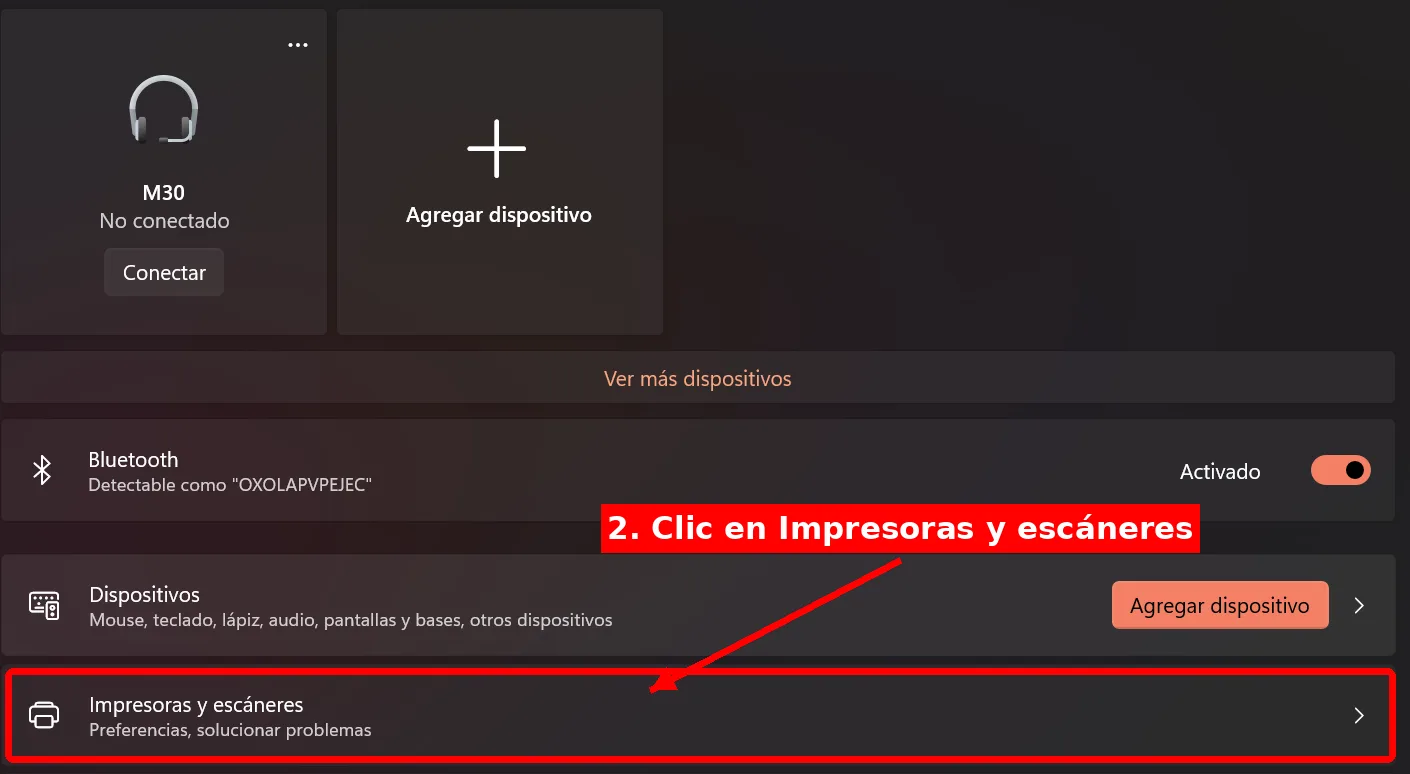 M30
No conectado
Conectar
Agregar dispositivo
Ver más dispositivos
Bluetooth
Detectable como "OXOLAPVPEJEC"
Activado
2. Clic en Impresoras y escáneres
Dispositivos
Mouse, teclado, lápiz, audio, pantallas y bases, otros dispositivos
Agregar dispositivo
Impresoras y escáneres
Preferencias, solucionar problemas